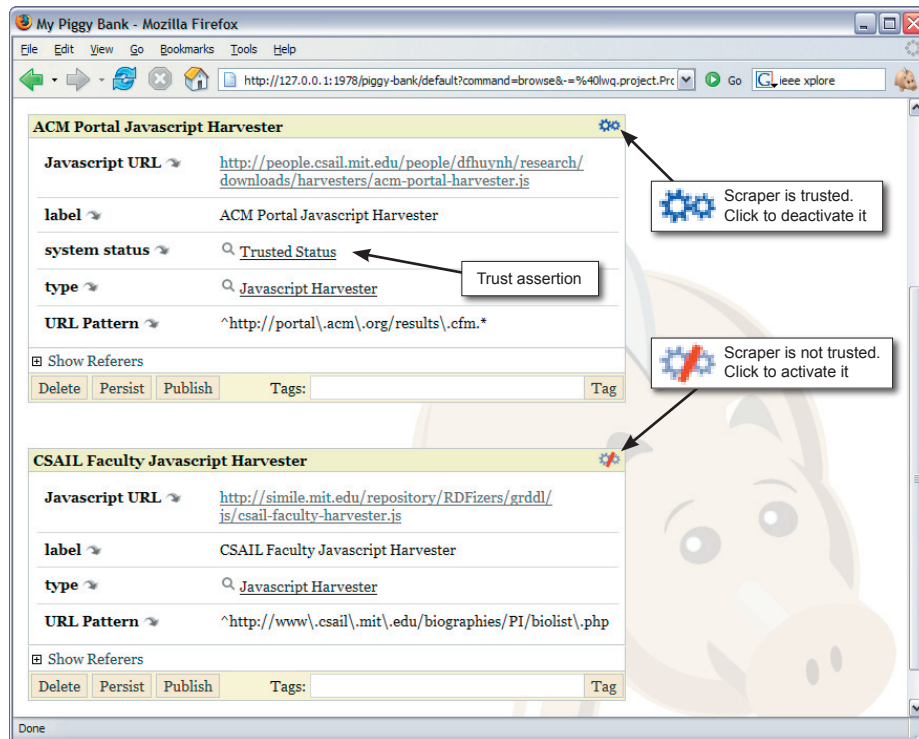 My Piggy Bank - Mozilla Firefox
File Edit View Go Bookmarks Tools Help
http://127.0.0.1:1978/piggy-bank/default?command=browse&-=%40lwq.project.Prc Go G ieee xplore
ACM Portal Javascript Harvester
Javascript URL http://people.csail.mit.edu/people/dfhuynh/research/
downloads/harvesters/acm-portal-harvester.js
Scraper is trusted.
Click to deactivate it
label ACM Portal Javascript Harvester
system status Trusted Status
Trust assertion
type Javascript Harvester
URL Pattern ^http://portal\.acm\.org/results\.cfm.*
Show Referers
Scraper is not trusted.
Click to activate it
Delete Persist Publish Tags: Tag
CSAIL Faculty Javascript Harvester
Javascript URL http://simile.mit.edu/repository/RDFizers/grddl/
js/csail-faculty-harvester.js
label CSAIL Faculty Javascript Harvester
type Javascript Harvester
URL Pattern ^http://www\.csail\.mit\.edu/biographies/PI/biolist\.php
Show Referers
Delete Persist Publish Tags: Tag
Done